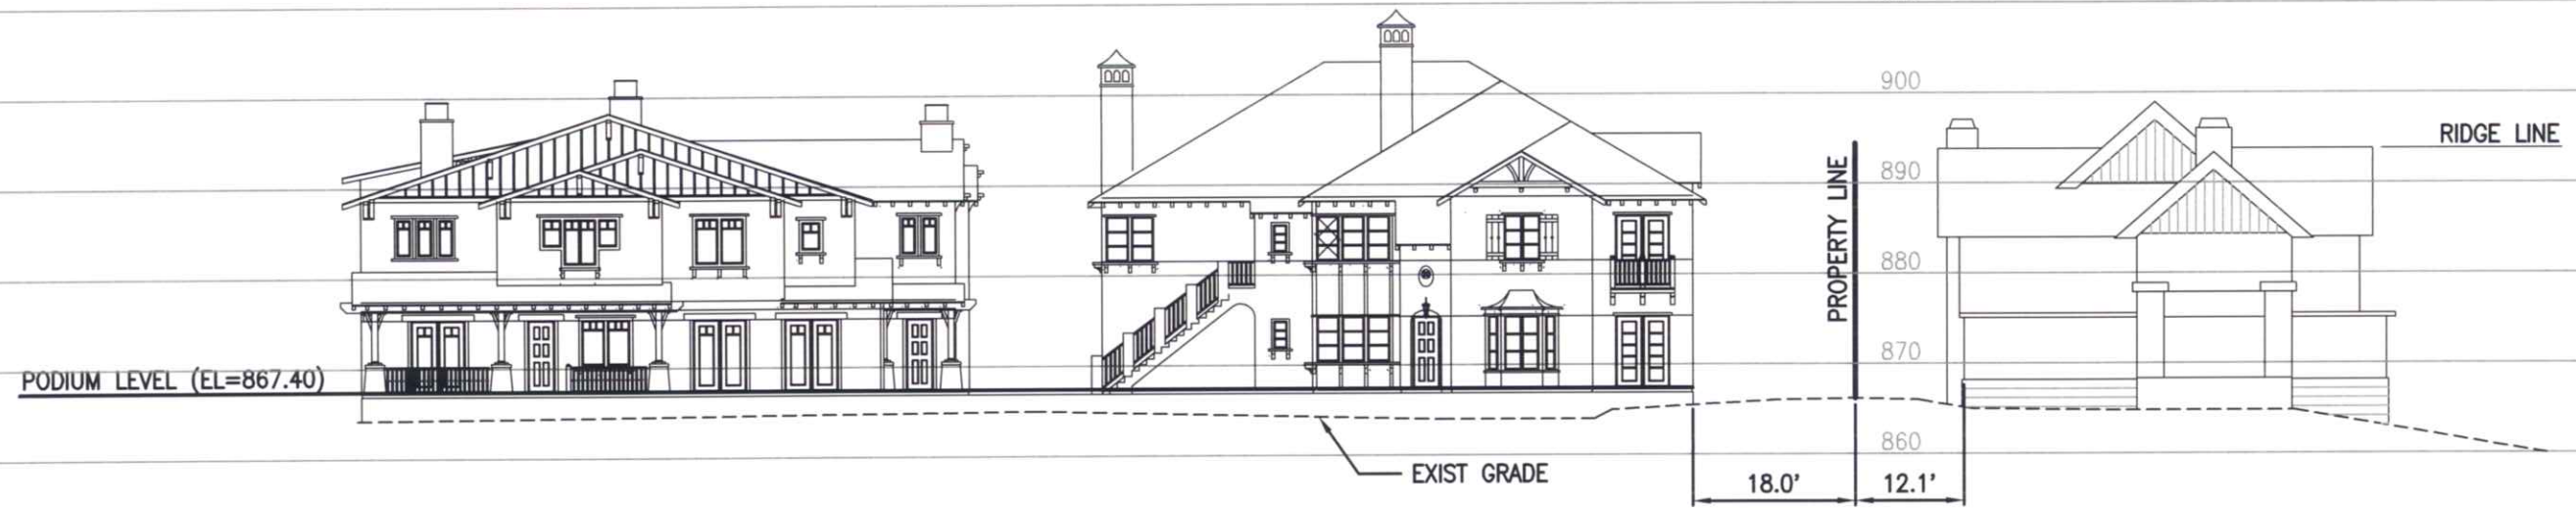 900
RIDGE LINE
PROPERTY LINE
890
880
870
PODIUM LEVEL (EL=867.40)
860
EXIST GRADE
18.0'
12.1'